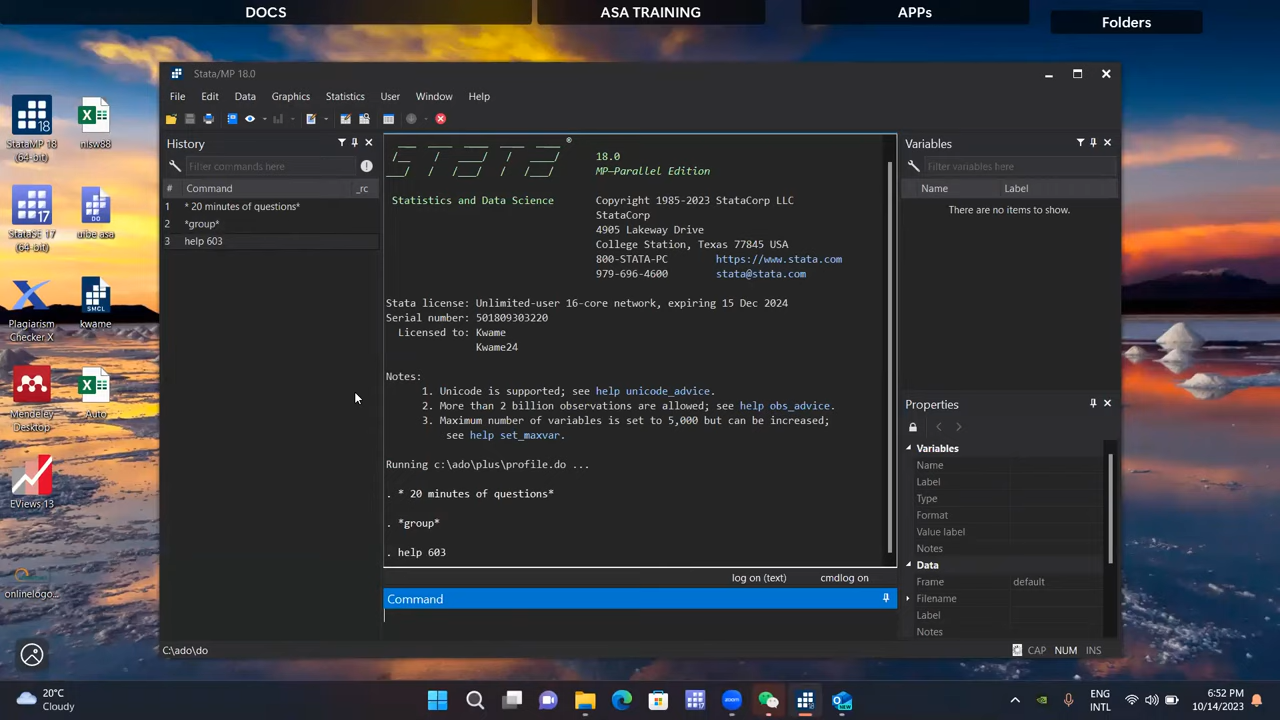 DOCS
ASA TRAINING
APPs
Folders
StataMP 18
(64-bit)
nlsw88
StataSE 17
(64-bit)
uibe asa
Plagiarism
Checker X
SMCL
kwame
Mendeley
Desktop
Auto
EViews 13
onlinelogo...
Stata/MP 18.0
File Edit Data Graphics Statistics User Window Help
History
Filter commands here
# Command _rc
1 * 20 minutes of questions*
2 *group*
3 help 603
®
18.0
MP—Parallel Edition
Statistics and Data Science
Copyright 1985-2023 StataCorp LLC
StataCorp
4905 Lakeway Drive
College Station, Texas 77845 USA
800-STATA-PC https://www.stata.com
979-696-4600 stata@stata.com
Stata license: Unlimited-user 16-core network, expiring 15 Dec 2024
Serial number: 501809303220
Licensed to: Kwame
Kwame24
Notes:
1. Unicode is supported; see help unicode_advice.
2. More than 2 billion observations are allowed; see help obs_advice.
3. Maximum number of variables is set to 5,000 but can be increased;
see help set_maxvar.
Running c:\ado\plus\profile.do ...
. * 20 minutes of questions*
. *group*
. help 603
log on (text) cmdlog on
Command
Variables
Filter variables here
Name Label
There are no items to show.
Properties
Variables
Name
Label
Type
Format
Value label
Notes
Data
Frame default
Filename
Label
Notes
C:\ado\do
CAP NUM INS
20°C
Cloudy
ENG
INTL
6:52 PM
10/14/2023